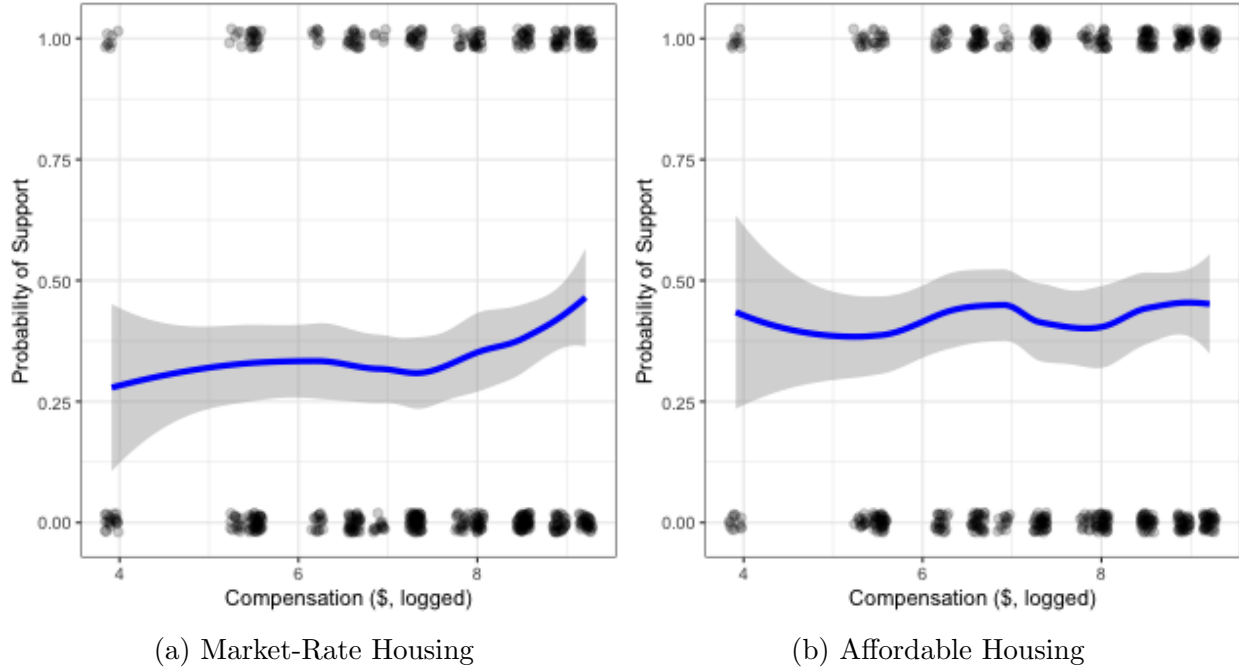 1.00
0.75
0.50
0.25
0.00
Probability of Support
4 6 8
Compensation ($, logged)
(a) Market-Rate Housing
1.00
0.75
0.50
0.25
0.00
Probability of Support
4 6 8
Compensation ($, logged)
(b) Affordable Housing